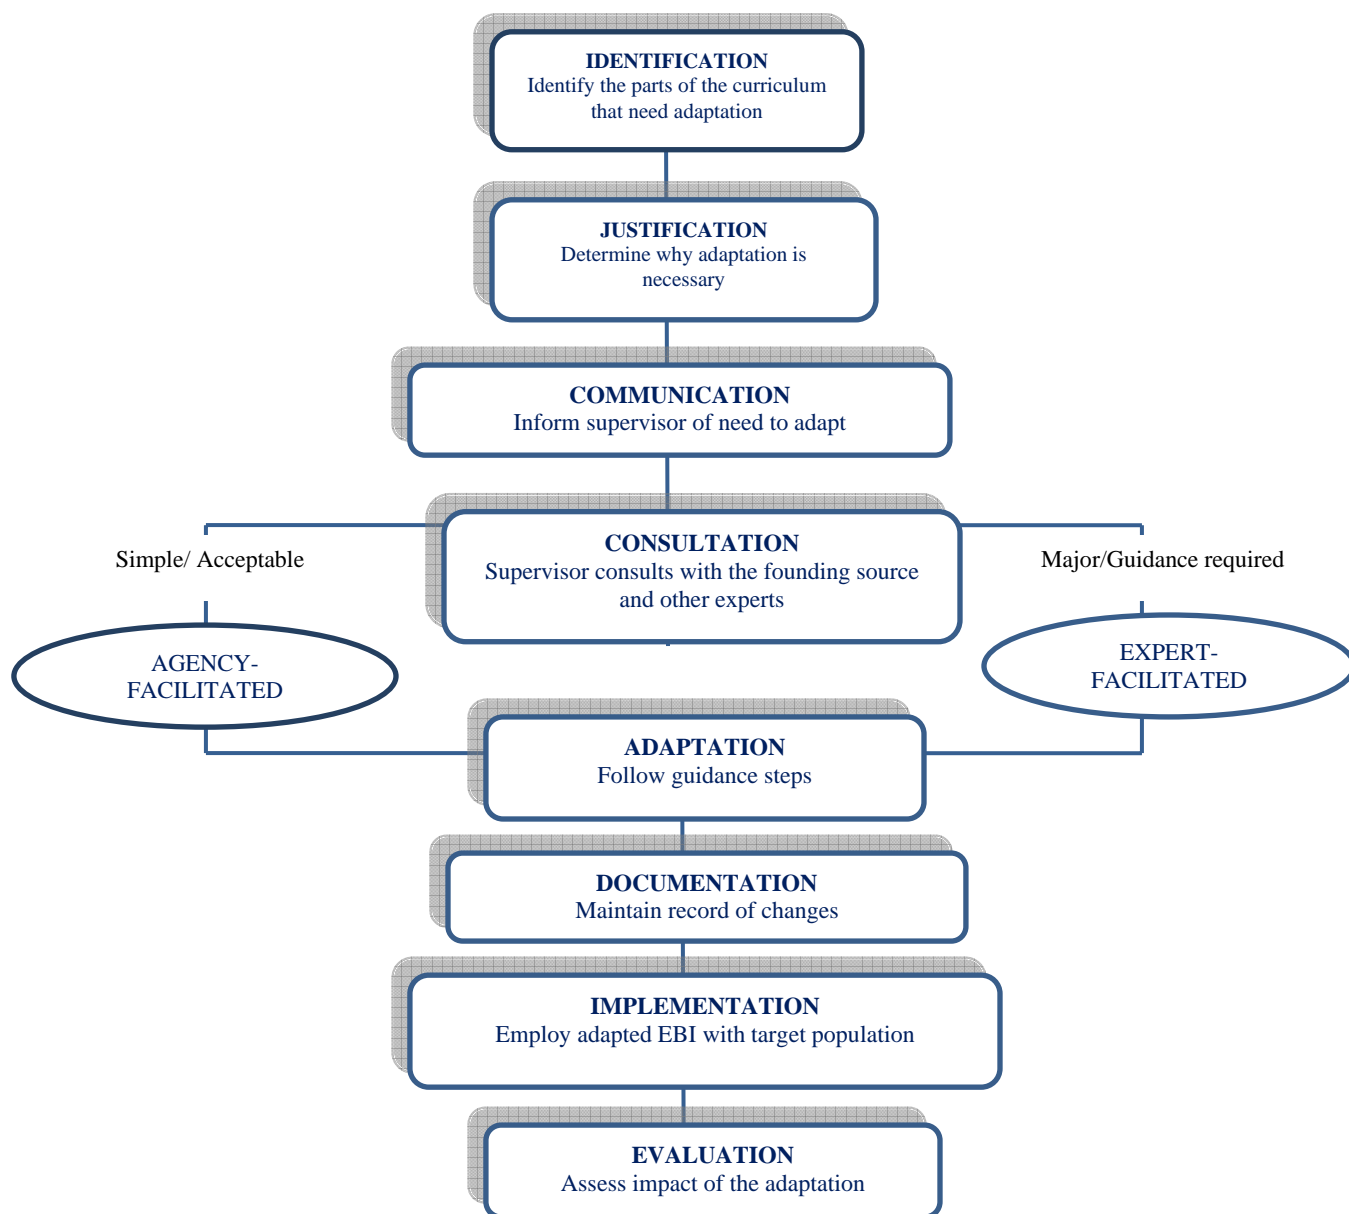 IDENTIFICATION
Identify the parts of the curriculum
that need adaptation
JUSTIFICATION
Determine why adaptation is
necessary
COMMUNICATION
Inform supervisor of need to adapt
CONSULTATION
Supervisor consults with the founding source
and other experts
Simple/ Acceptable
Major/Guidance required
AGENCY-
FACILITATED
EXPERT-
FACILITATED
ADAPTATION
Follow guidance steps
DOCUMENTATION
Maintain record of changes
IMPLEMENTATION
Employ adapted EBI with target population
EVALUATION
Assess impact of the adaptation